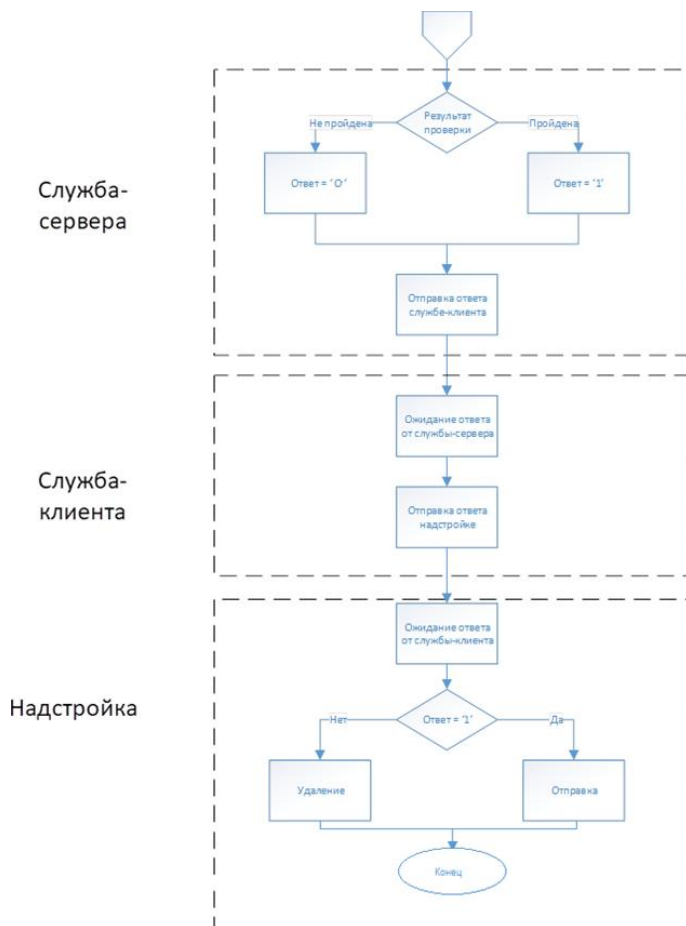 Служба-
сервера
Результат
проверки
Не пройдена
Пройдена
Ответ = ‘О’
Ответ = ‘1’
Отправка ответа
службе-клиента
Служба-
клиента
Ожидание ответа
от службы-сервера
Отправка ответа
надстройке
Надстройка
Ожидание ответа
от службы-клиента
Ответ = ‘1’
Нет
Да
Удаление
Отправка
Конец